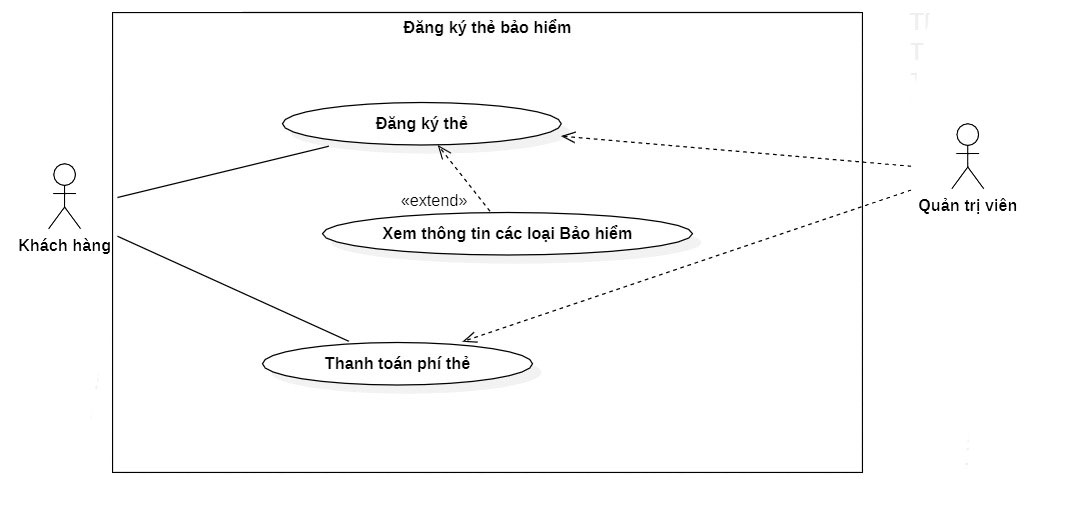 Đăng ký thẻ bảo hiểm
Đăng ký thẻ
«extend»
Quản trị viên
Xem thông tin các loại Bảo hiểm
Khách hàng
Thanh toán phí thẻ